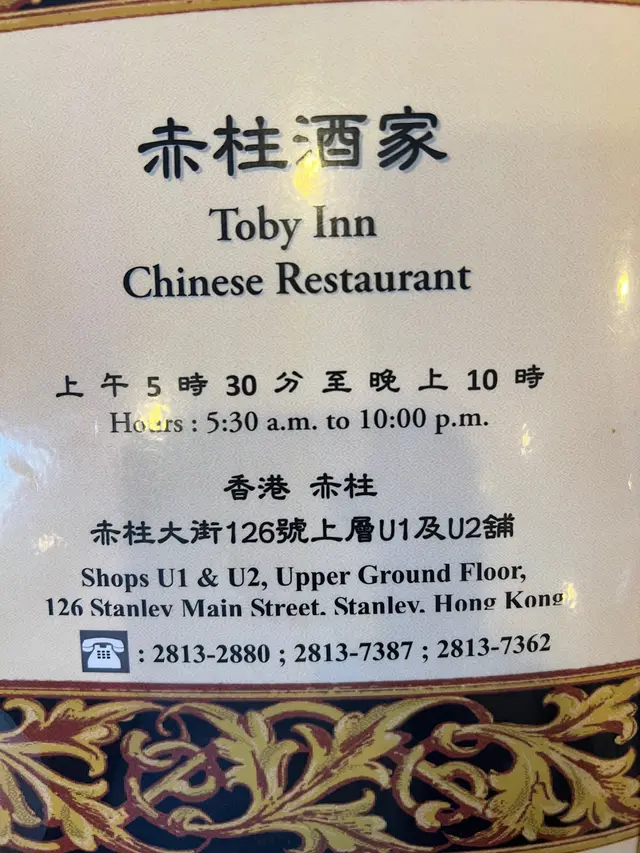 赤柱酒家
Toby Inn
Chinese Restaurant
上午5時30分至晚上10時
Hours : 5:30 a.m. to 10:00 p.m.
香港 赤柱
赤柱大街126號上層U1及U2舖
Shops U1 & U2, Upper Ground Floor,
126 Stanley Main Street, Stanley, Hong Kong
: 2813-2880 ; 2813-7387 ; 2813-7362